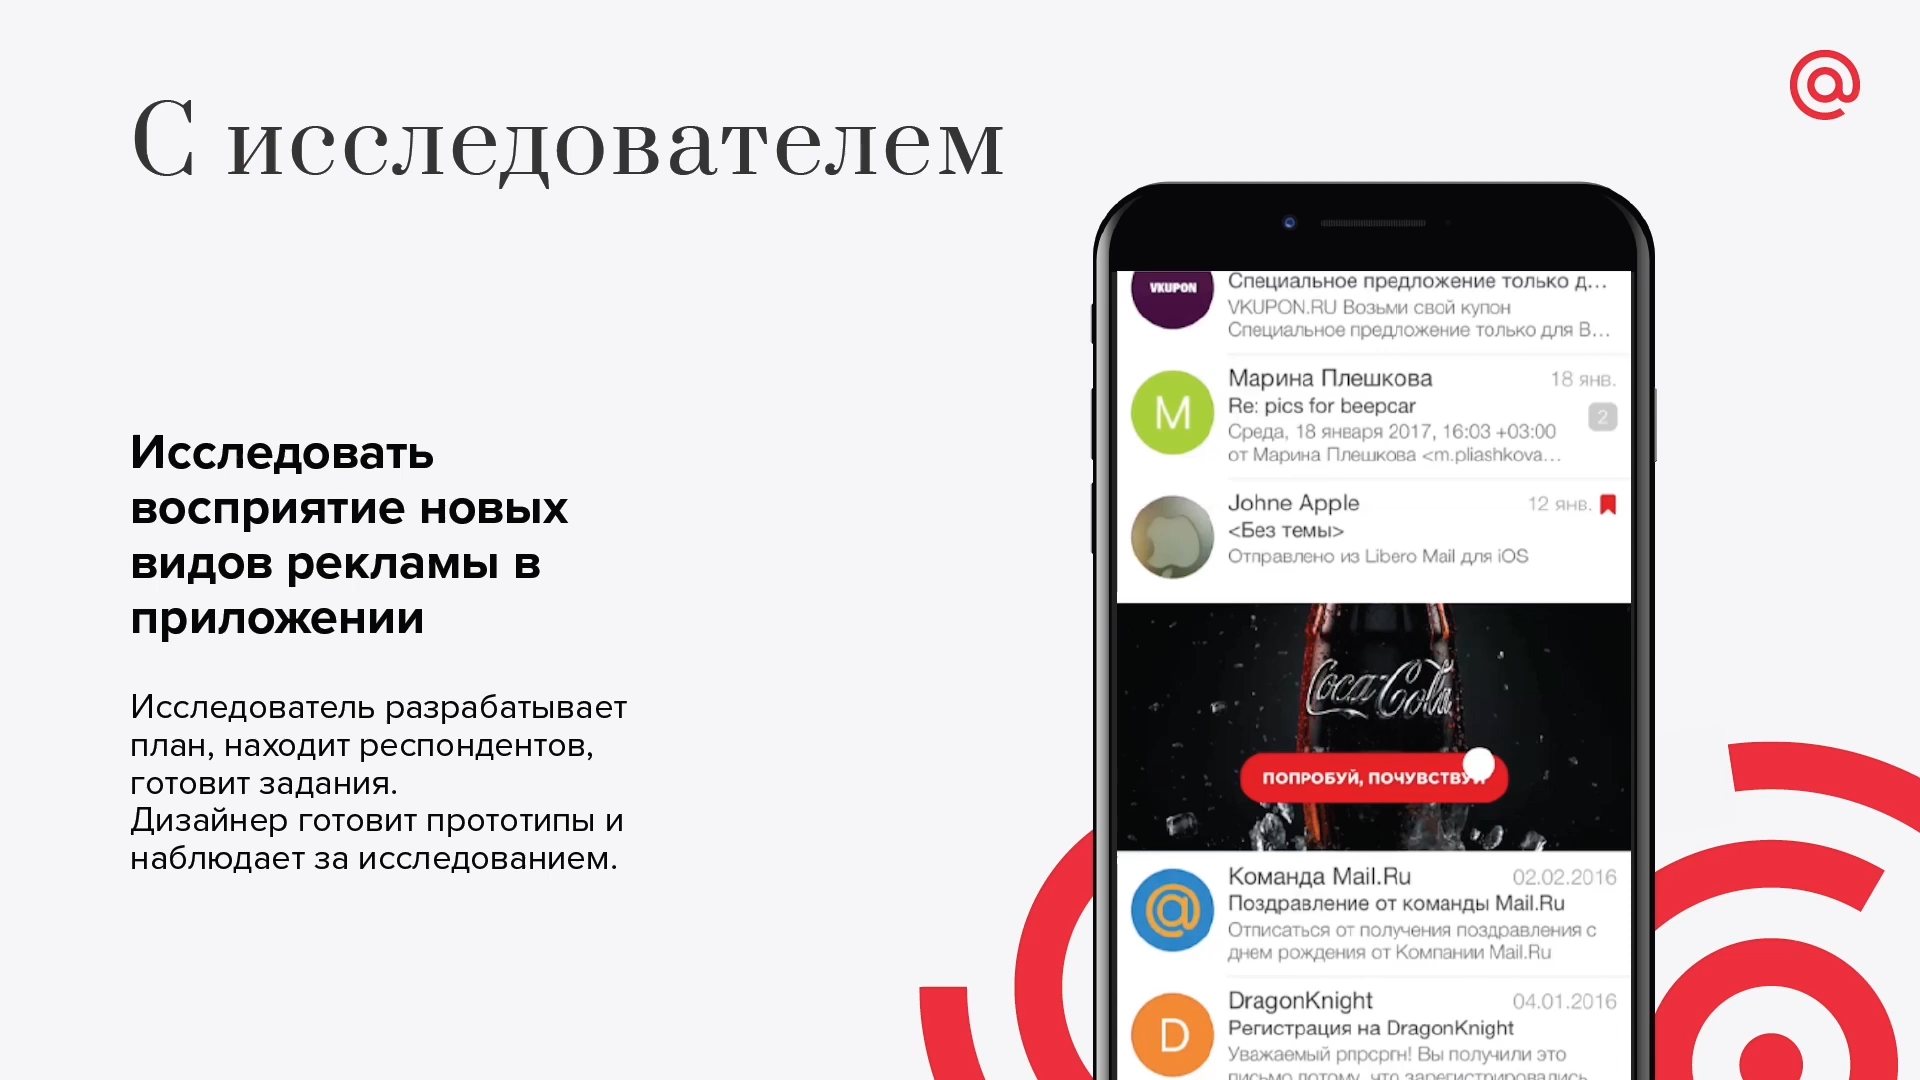 С исследователем
Исследовать
восприятие новых
видов рекламы в
приложении
Исследователь разрабатывает
план, находит респондентов,
готовит задания.
Дизайнер готовит прототипы и
наблюдает за исследованием.
VKUPON
Специальное предложение только д...
VKUPON.RU Возьми свой купон
Специальное предложение только для В...
M
Марина Плешкова
18 янв.
Re: pics for beepcar
2
Среда, 18 января 2017, 16:03 +03:00
от Марина Плешкова <m.pliashkova...
Johne Apple
12 янв.
<Без темы>
Отправлено из Libero Mail для iOS
Coca-Cola
ПОПРОБУЙ, ПОЧУВСТВУЙ
Команда Mail.Ru
02.02.2016
Поздравление от команды Mail.Ru
Отписаться от получения поздравления с
днем рождения от Компании Mail.Ru
D
DragonKnight
04.01.2016
Регистрация на DragonKnight
Уважаемый рпрсргн! Вы получили это
письмо потому, что зарегистрировались